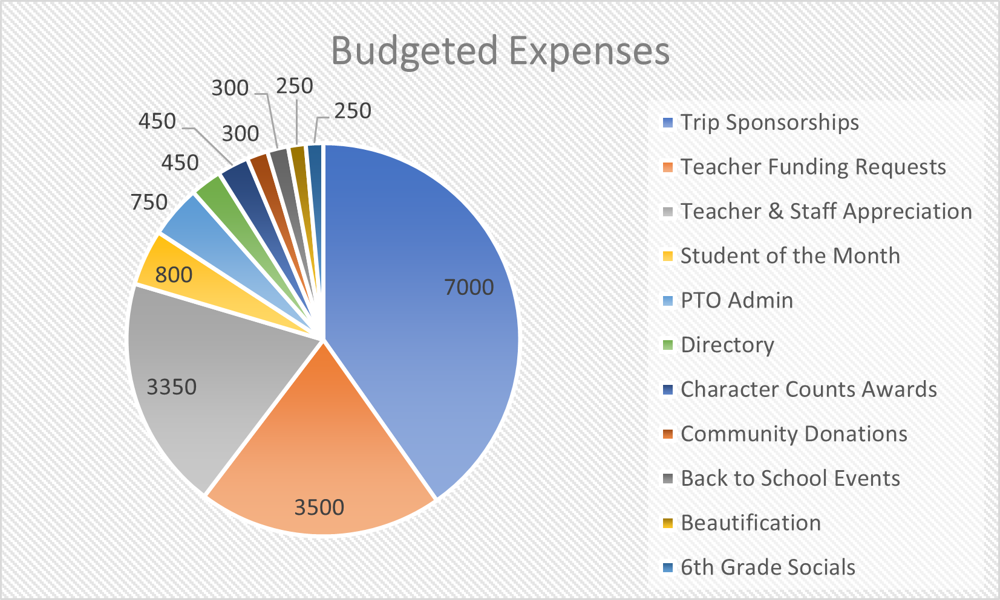 Budgeted Expenses
300
250
250
450
300
450
750
800
7000
3350
3500
Trip Sponsorships
Teacher Funding Requests
Teacher & Staff Appreciation
Student of the Month
PTO Admin
Directory
Character Counts Awards
Community Donations
Back to School Events
Beautification
6th Grade Socials